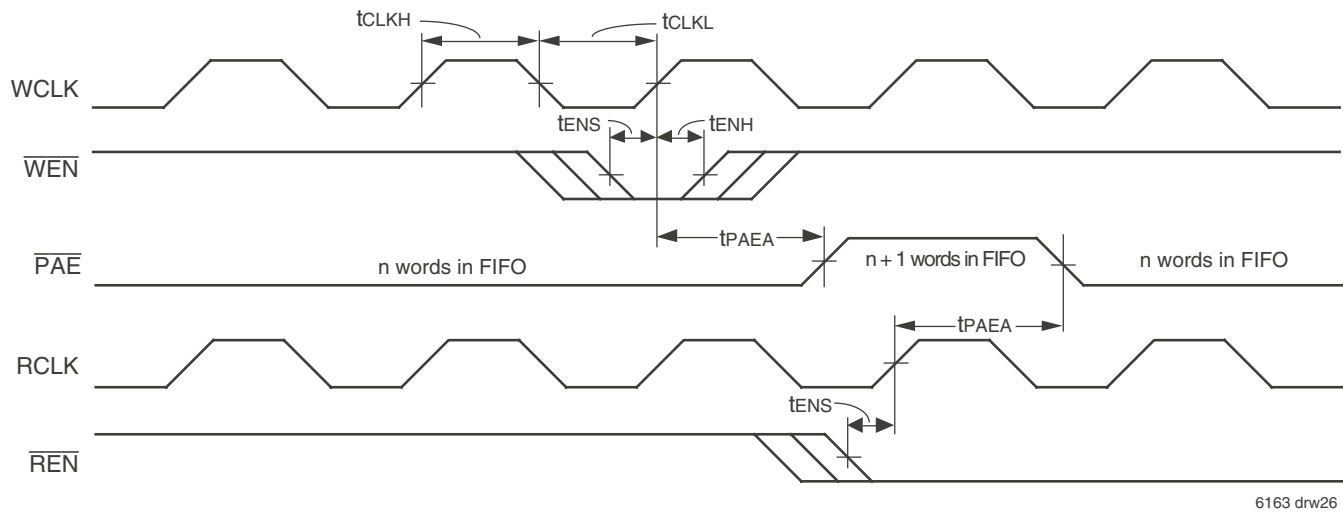 tCLKH
tCLKL
WCLK
tENS
tENH
WEN
tPAEA
PAE
n words in FIFO
n + 1 words in FIFO
n words in FIFO
tPAEA
RCLK
tENS
REN
6163 drw26